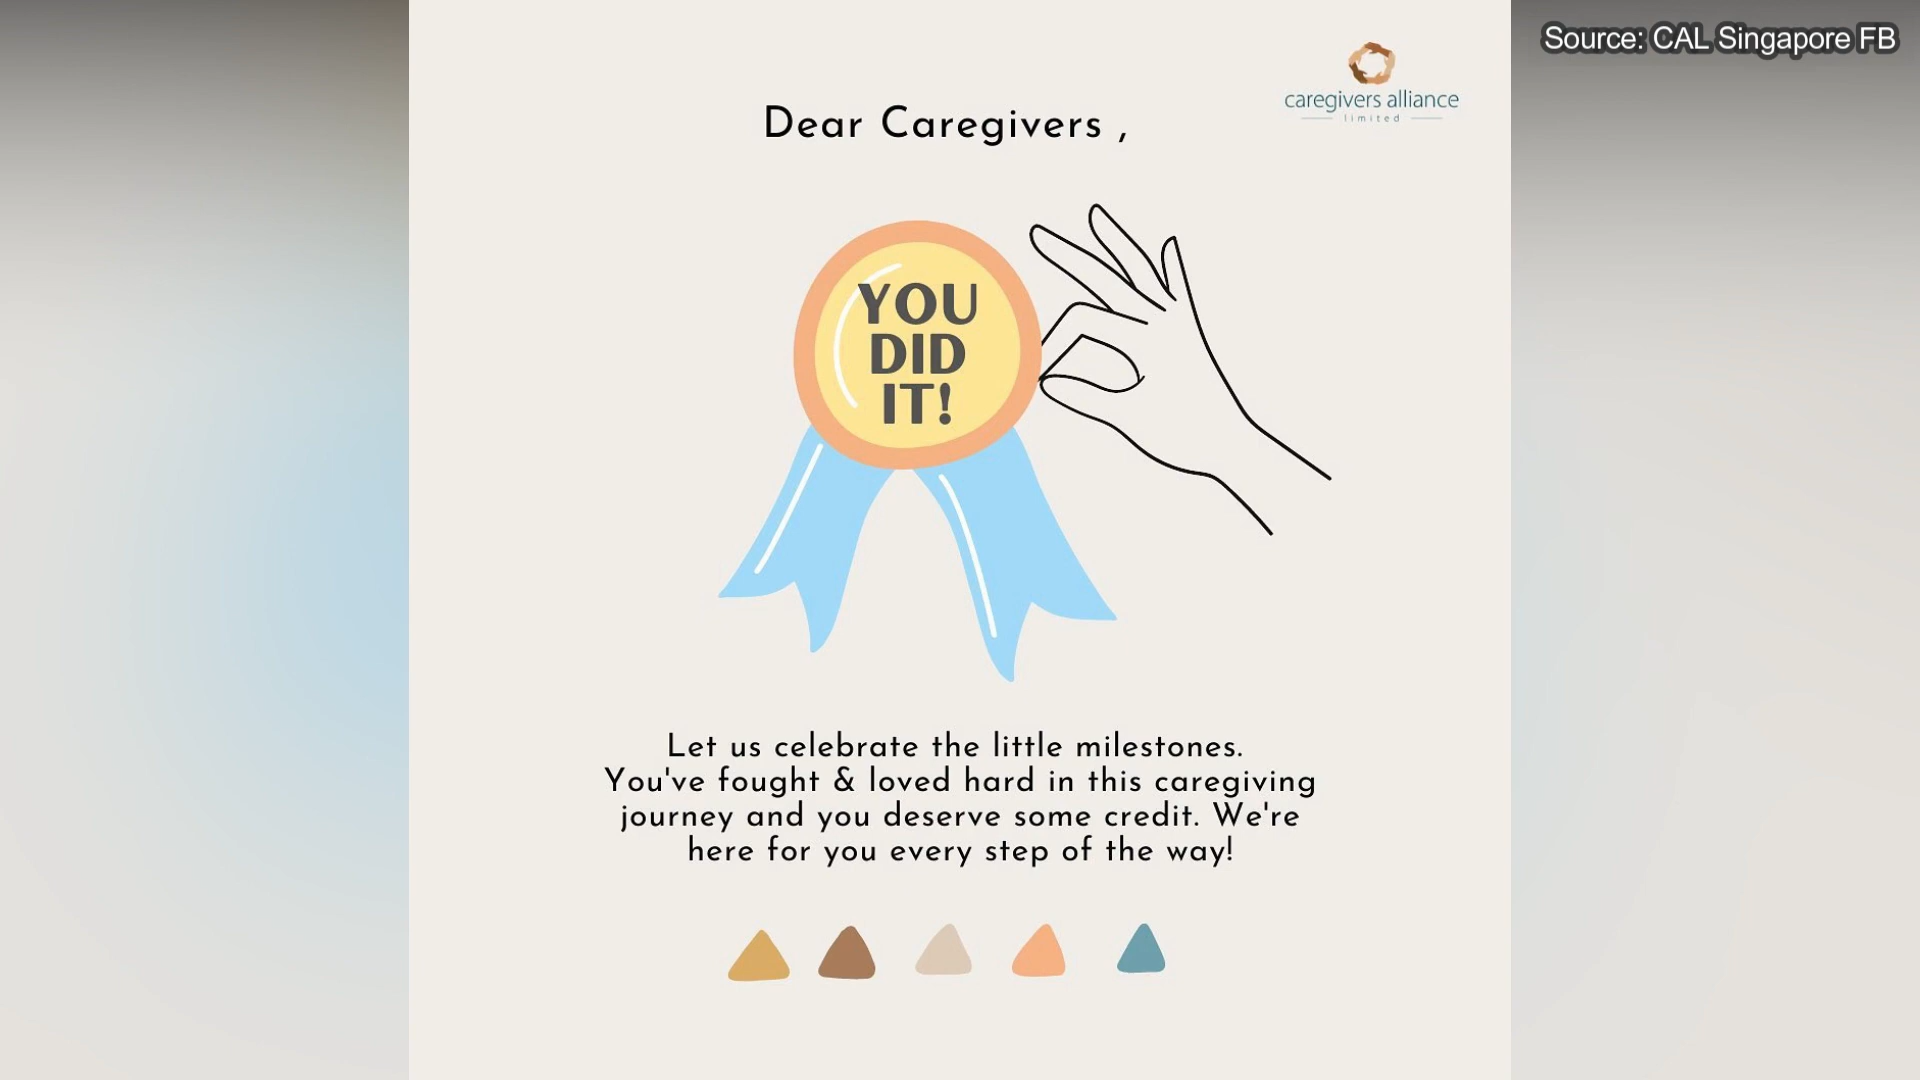 Source: CAL Singapore FB
caregivers alliance
limited
Dear Caregivers ,
YOU
DID
IT!
Let us celebrate the little milestones.
You've fought & loved hard in this caregiving
journey and you deserve some credit. We're
here for you every step of the way!